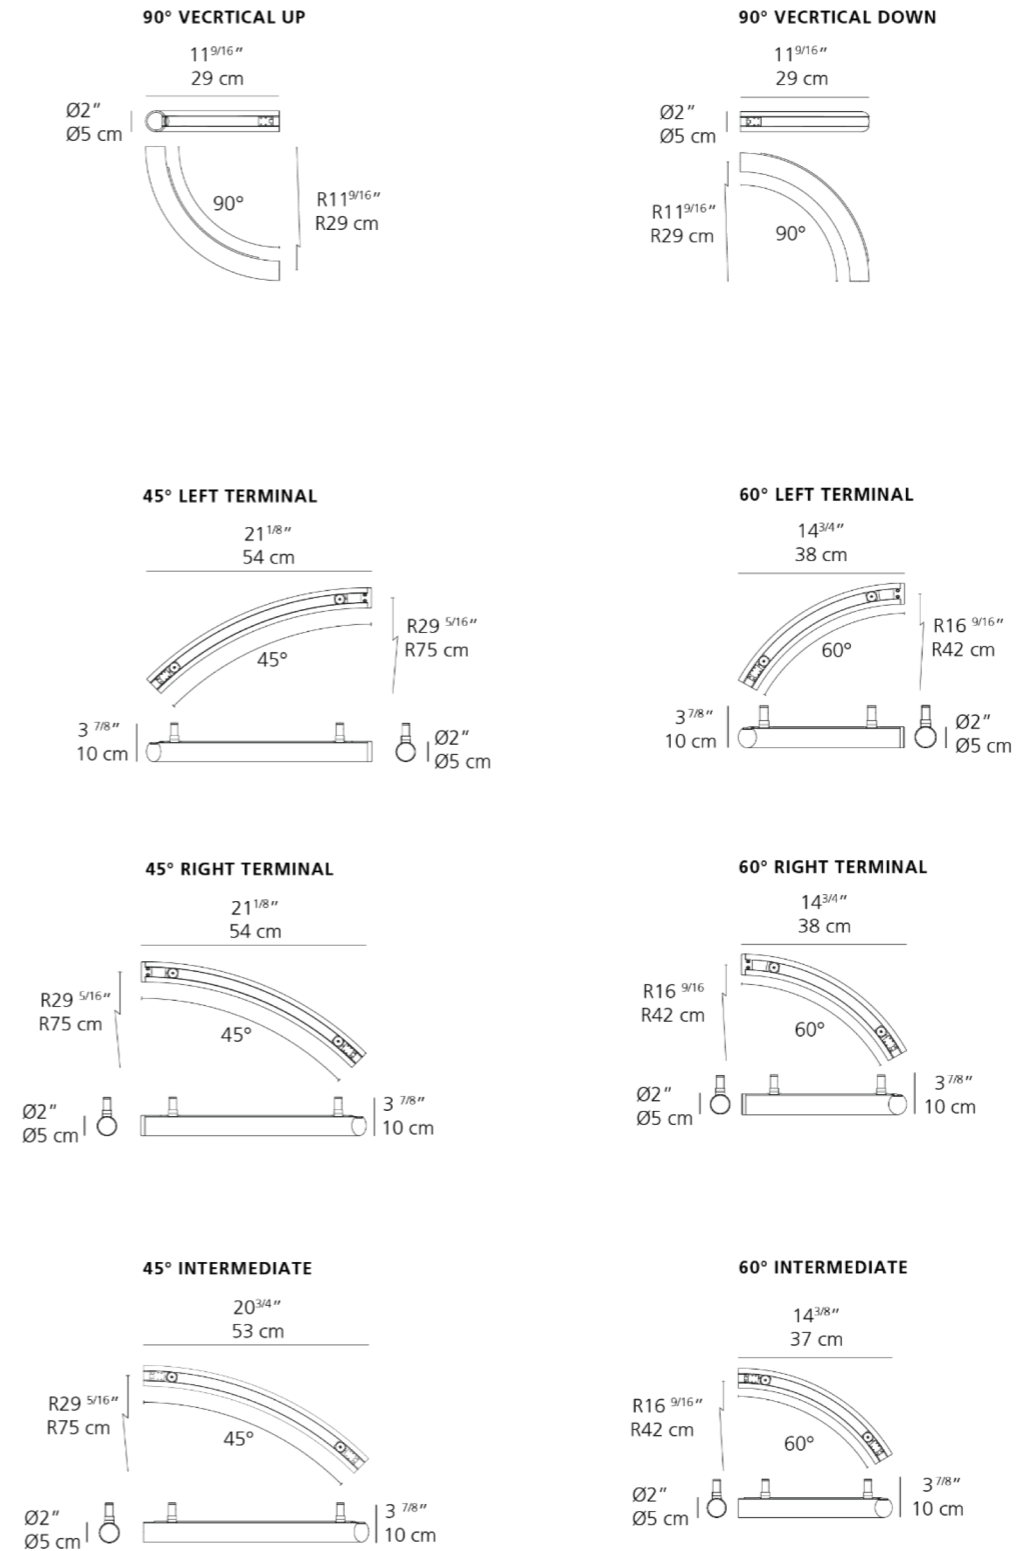 90° VECRTICAL UP
11 9/16″
29 cm
Ø2″
Ø5 cm
90°
R11 9/16″
R29 cm
90° VECRTICAL DOWN
11 9/16″
29 cm
Ø2″
Ø5 cm
R11 9/16″
R29 cm
90°
45° LEFT TERMINAL
21 1/8″
54 cm
45°
R29 5/16″
R75 cm
3 7/8″
10 cm
Ø2″
Ø5 cm
60° LEFT TERMINAL
14 3/4″
38 cm
60°
R16 9/16″
R42 cm
3 7/8″
10 cm
Ø2″
Ø5 cm
45° RIGHT TERMINAL
21 1/8″
54 cm
R29 5/16″
R75 cm
45°
Ø2″
Ø5 cm
3 7/8″
10 cm
60° RIGHT TERMINAL
14 3/4″
38 cm
R16 9/16
R42 cm
60°
Ø2″
Ø5 cm
3 7/8″
10 cm
45° INTERMEDIATE
20 3/4″
53 cm
R29 5/16″
R75 cm
45°
Ø2″
Ø5 cm
3 7/8″
10 cm
60° INTERMEDIATE
14 3/8″
37 cm
R16 9/16″
R42 cm
60°
Ø2″
Ø5 cm
3 7/8″
10 cm